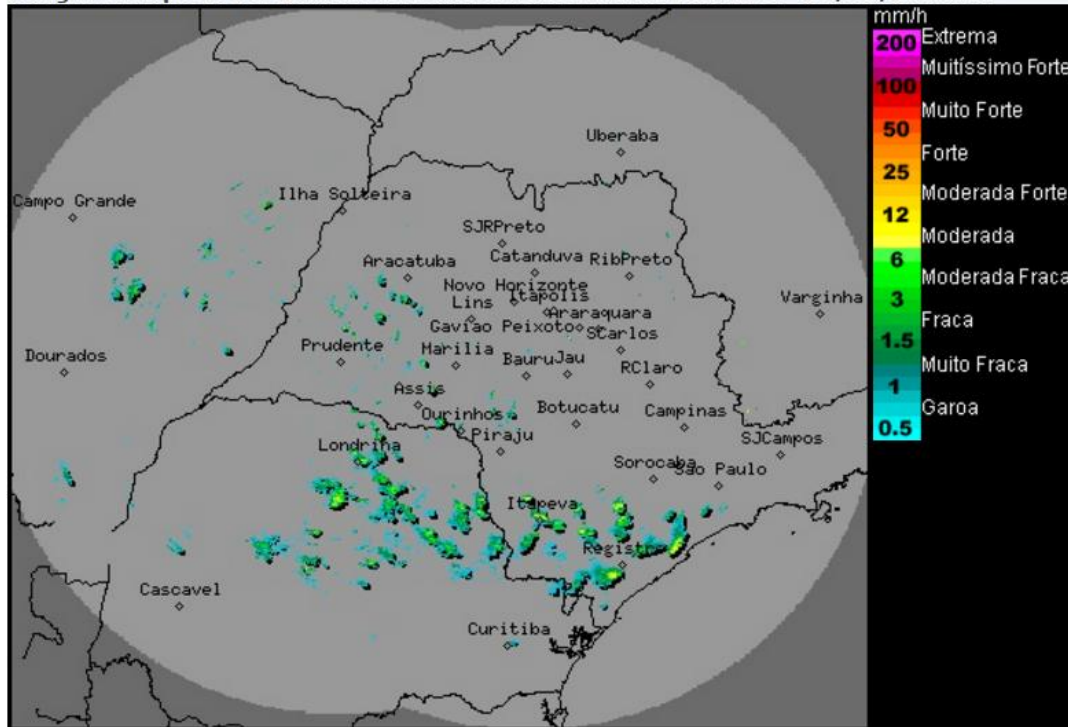 mm/h
200 Extrema
Muitíssimo Forte
100
Muito Forte
50
Forte
25
Moderada Forte
12
Moderada
6
Moderada Fraca
3
Fraca
1.5
Muito Fraca
1
Garoa
0.5
Uberaba
Campo Grande
Ilha Solteira
SJRPreto
Catanduva
RibPreto
Aracatuba
Novo Horizonte
Itapolis
Lins
Araraquara
Varginha
Gaviao Peixoto
SCarlos
Dourados
Prudente
Marilia
Bauru
Jau
RClaro
Assis
Ourinhos
Botucatu
Campinas
Piraju
SJCampos
Londrina
Sorocaba
Sao Paulo
Itapeva
Registro
Cascavel
Curitiba